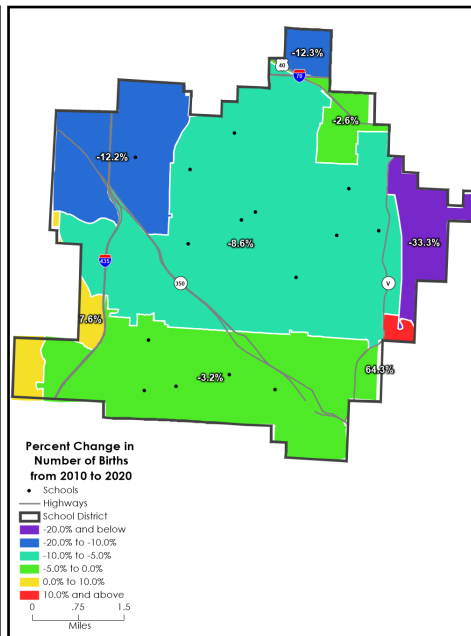 -12.3%
40
70
-2.6%
-12.2%
-33.3%
-8.6%
435
350
V
7.6%
64.3%
-3.2%
Percent Change in
Number of Births
from 2010 to 2020
Schools
Highways
School District
-20.0% and below
-20.0% to -10.0%
-10.0% to -5.0%
-5.0% to 0.0%
0.0% to 10.0%
10.0% and above
0 .75 1.5
Miles